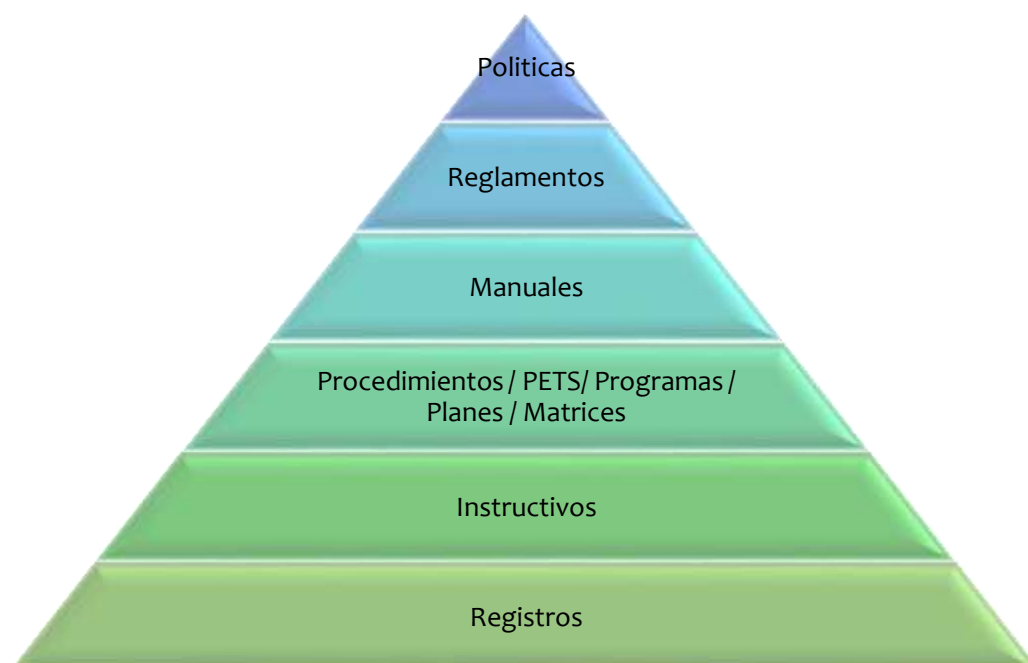 Politicas
Reglamentos
Manuales
Procedimientos / PETS/ Programas /
Planes / Matrices
Instructivos
Registros